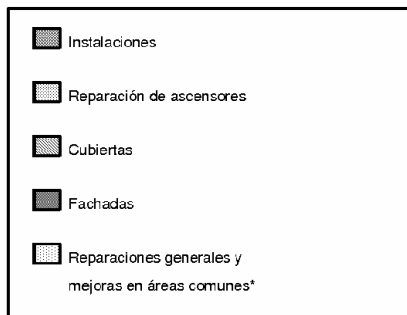 Instalaciones
Reparación de ascensores
Cubiertas
Fachadas
Reparaciones generales y
mejoras en áreas comunes*